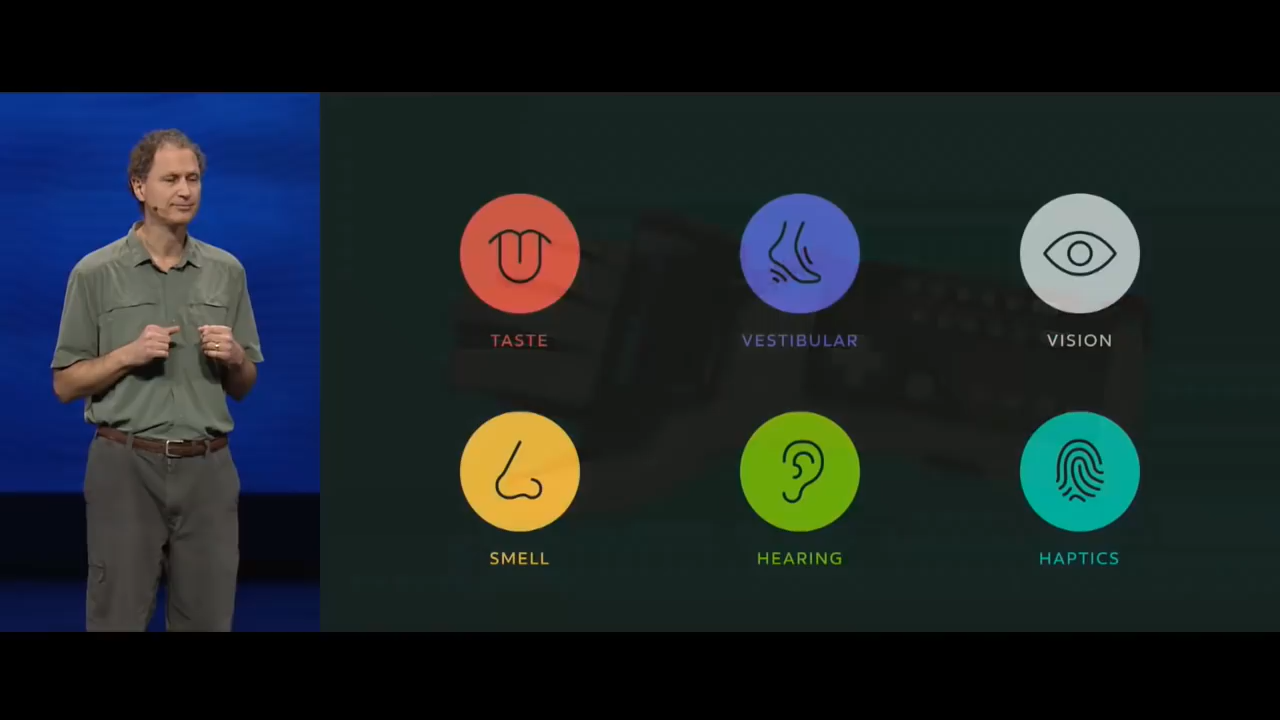 TASTE
VESTIBULAR
VISION
SMELL
HEARING
HAPTICS